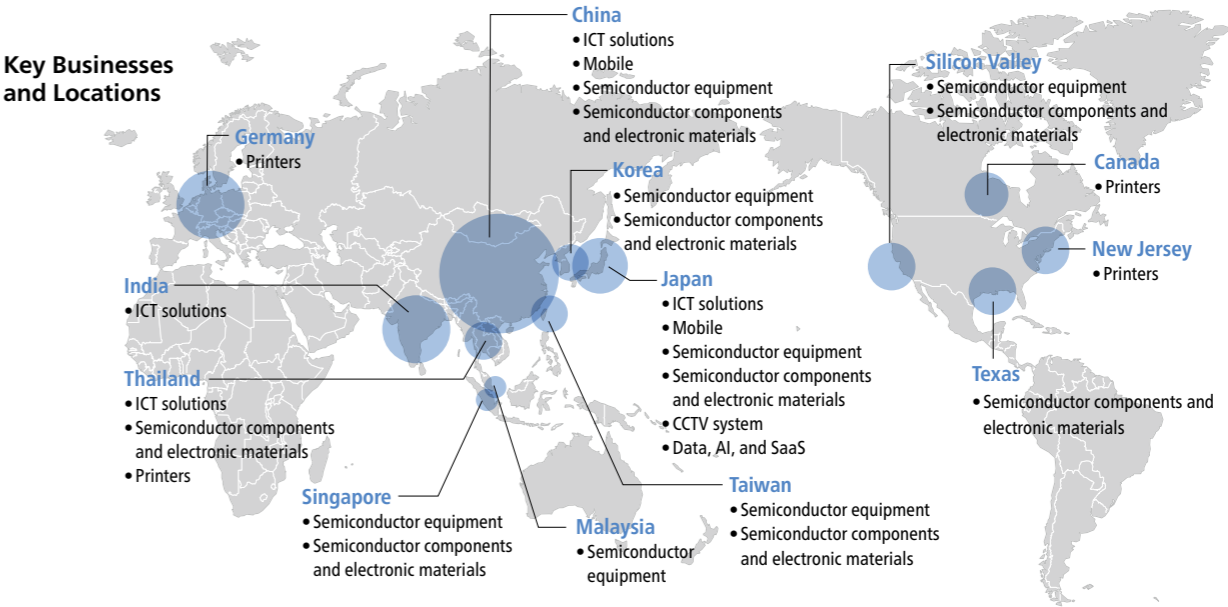 Key Businesses
and Locations
China
• ICT solutions
• Mobile
• Semiconductor equipment
• Semiconductor components
and electronic materials
Silicon Valley
• Semiconductor equipment
• Semiconductor components and
electronic materials
Germany
• Printers
Korea
• Semiconductor equipment
• Semiconductor components
and electronic materials
Canada
• Printers
New Jersey
• Printers
India
• ICT solutions
Japan
• ICT solutions
• Mobile
• Semiconductor equipment
• Semiconductor components
and electronic materials
• CCTV system
• Data, AI, and SaaS
Thailand
• ICT solutions
• Semiconductor components
and electronic materials
• Printers
Texas
• Semiconductor components and
electronic materials
Singapore
• Semiconductor equipment
• Semiconductor components
and electronic materials
Malaysia
• Semiconductor
equipment
Taiwan
• Semiconductor equipment
• Semiconductor components
and electronic materials